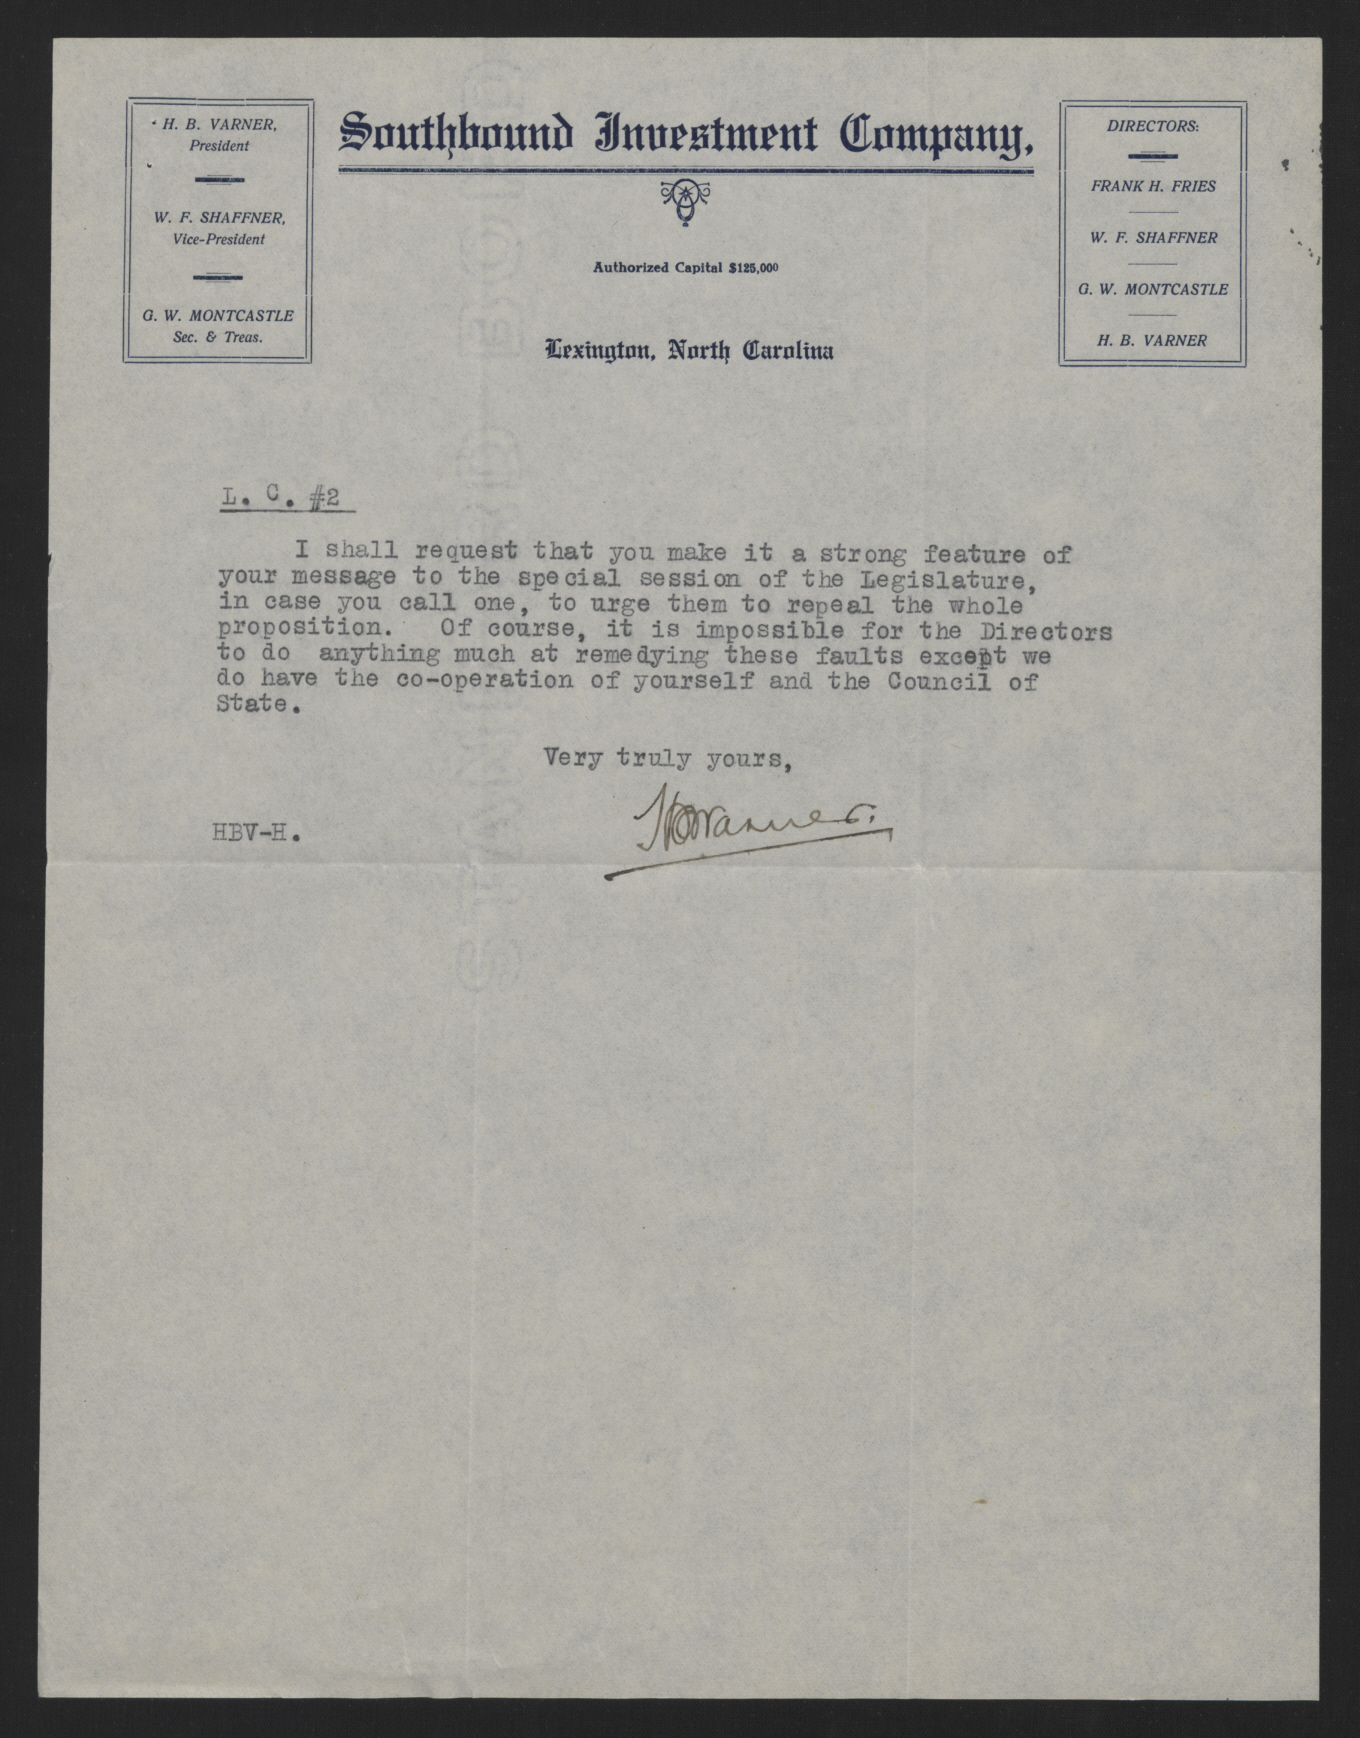 H. B. VARNER,
President
W. F. SHAFFNER,
Vice-President
G. W. MONTCASTLE
Sec. & Treas.
Southbound Investment Company,
Authorized Capital $125,000
Lexington, North Carolina
DIRECTORS:
FRANK H. FRIES
W. F. SHAFFNER
G. W. MONTCASTLE
H. B. VARNER
L. C. #2
I shall request that you make it a strong feature of
your message to the special session of the Legislature,
in case you call one, to urge them to repeal the whole
proposition. Of course, it is impossible for the Directors
to do anything much at remedying these faults except we
do have the co-operation of yourself and the Council of
State.
Very truly yours,
HBVarner.
HBV-H.